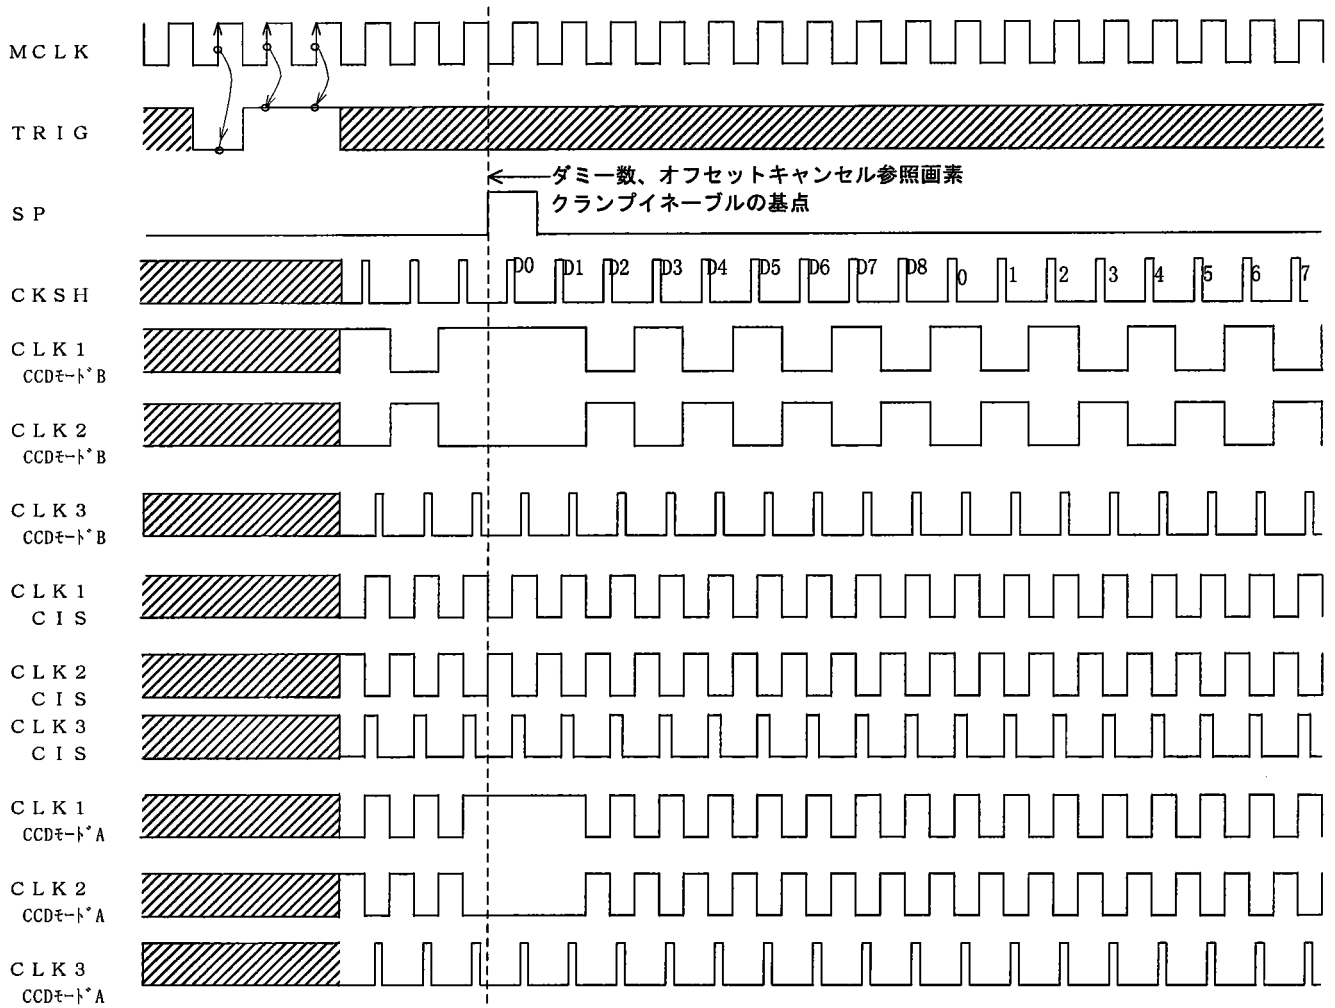 MCLK
TRIG
←ダミー数、オフセットキャンセル参照画素
クランプイネーブルの基点
SP
CKSH D0 D1 D2 D3 D4 D5 D6 D7 D8 0 1 2 3 4 5 6 7
CLK1
CCDモードB
CLK2
CCDモードB
CLK3
CCDモードB
CLK1
CIS
CLK2
CIS
CLK3
CIS
CLK1
CCDモードA
CLK2
CCDモードA
CLK3
CCDモードA